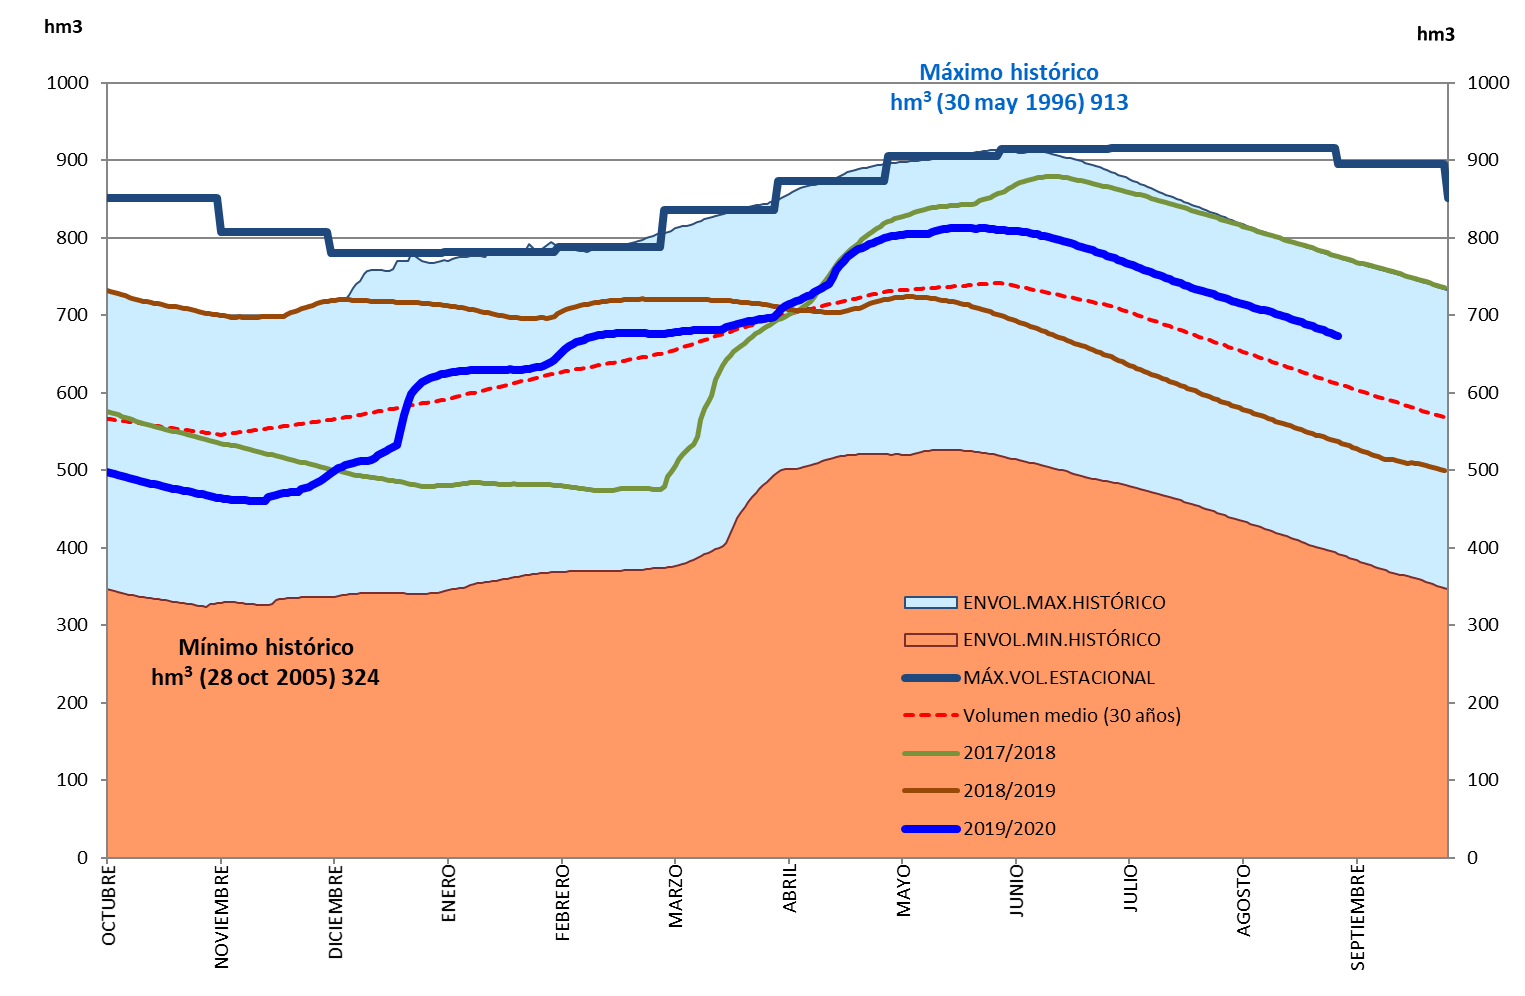 hm3
hm3
Máximo histórico
hm³ (30 may 1996) 913
1000
900
800
700
600
500
400
300
200
100
0
1000
900
800
700
600
500
400
300
200
100
0
Mínimo histórico
hm³ (28 oct 2005) 324
ENVOL.MAX.HISTÓRICO
ENVOL.MIN.HISTÓRICO
MÁX.VOL.ESTACIONAL
Volumen medio (30 años)
2017/2018
2018/2019
2019/2020
OCTUBRE
NOVIEMBRE
DICIEMBRE
ENERO
FEBRERO
MARZO
ABRIL
MAYO
JUNIO
JULIO
AGOSTO
SEPTIEMBRE